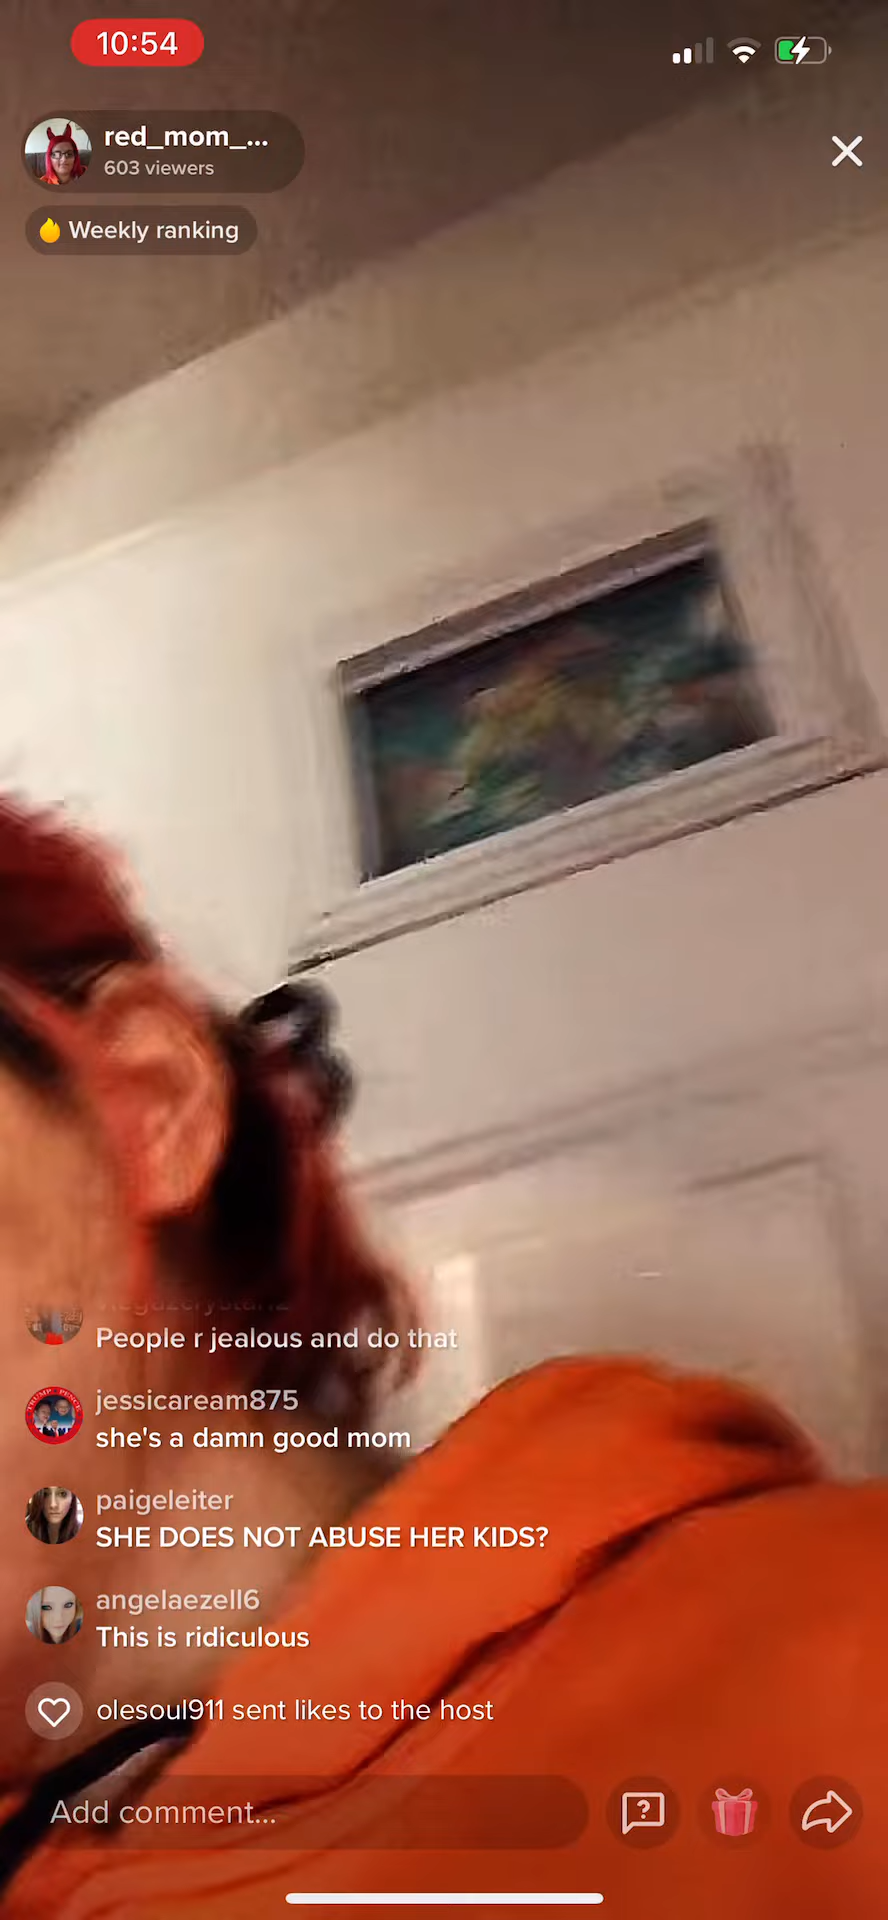 10:54
red_mom_...
603 viewers
Weekly ranking
People r jealous and do that
jessicaream875
she's a damn good mom
paigeleiter
SHE DOES NOT ABUSE HER KIDS?
angelaezell6
This is ridiculous
olesoul911 sent likes to the host
Add comment...